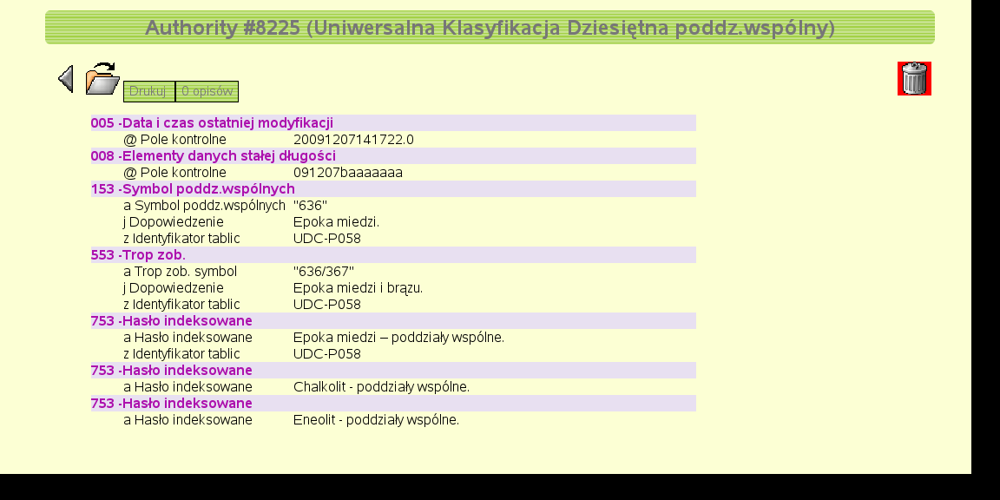 Authority #8225 (Uniwersalna Klasyfikacja Dziesiętna poddz.wspólny)
Drukuj 0 opisów
005 -Data i czas ostatniej modyfikacji
@ Pole kontrolne 20091207141722.0
008 -Elementy danych stałej długości
@ Pole kontrolne 091207baaaaaaa
153 -Symbol poddz.wspólnych
a Symbol poddz.wspólnych "636"
j Dopowiedzenie Epoka miedzi.
z Identyfikator tablic UDC-P058
553 -Trop zob.
a Trop zob. symbol "636/367"
j Dopowiedzenie Epoka miedzi i brązu.
z Identyfikator tablic UDC-P058
753 -Hasło indeksowane
a Hasło indeksowane Epoka miedzi – poddziały wspólne.
z Identyfikator tablic UDC-P058
753 -Hasło indeksowane
a Hasło indeksowane Chalkolit - poddziały wspólne.
753 -Hasło indeksowane
a Hasło indeksowane Eneolit - poddziały wspólne.